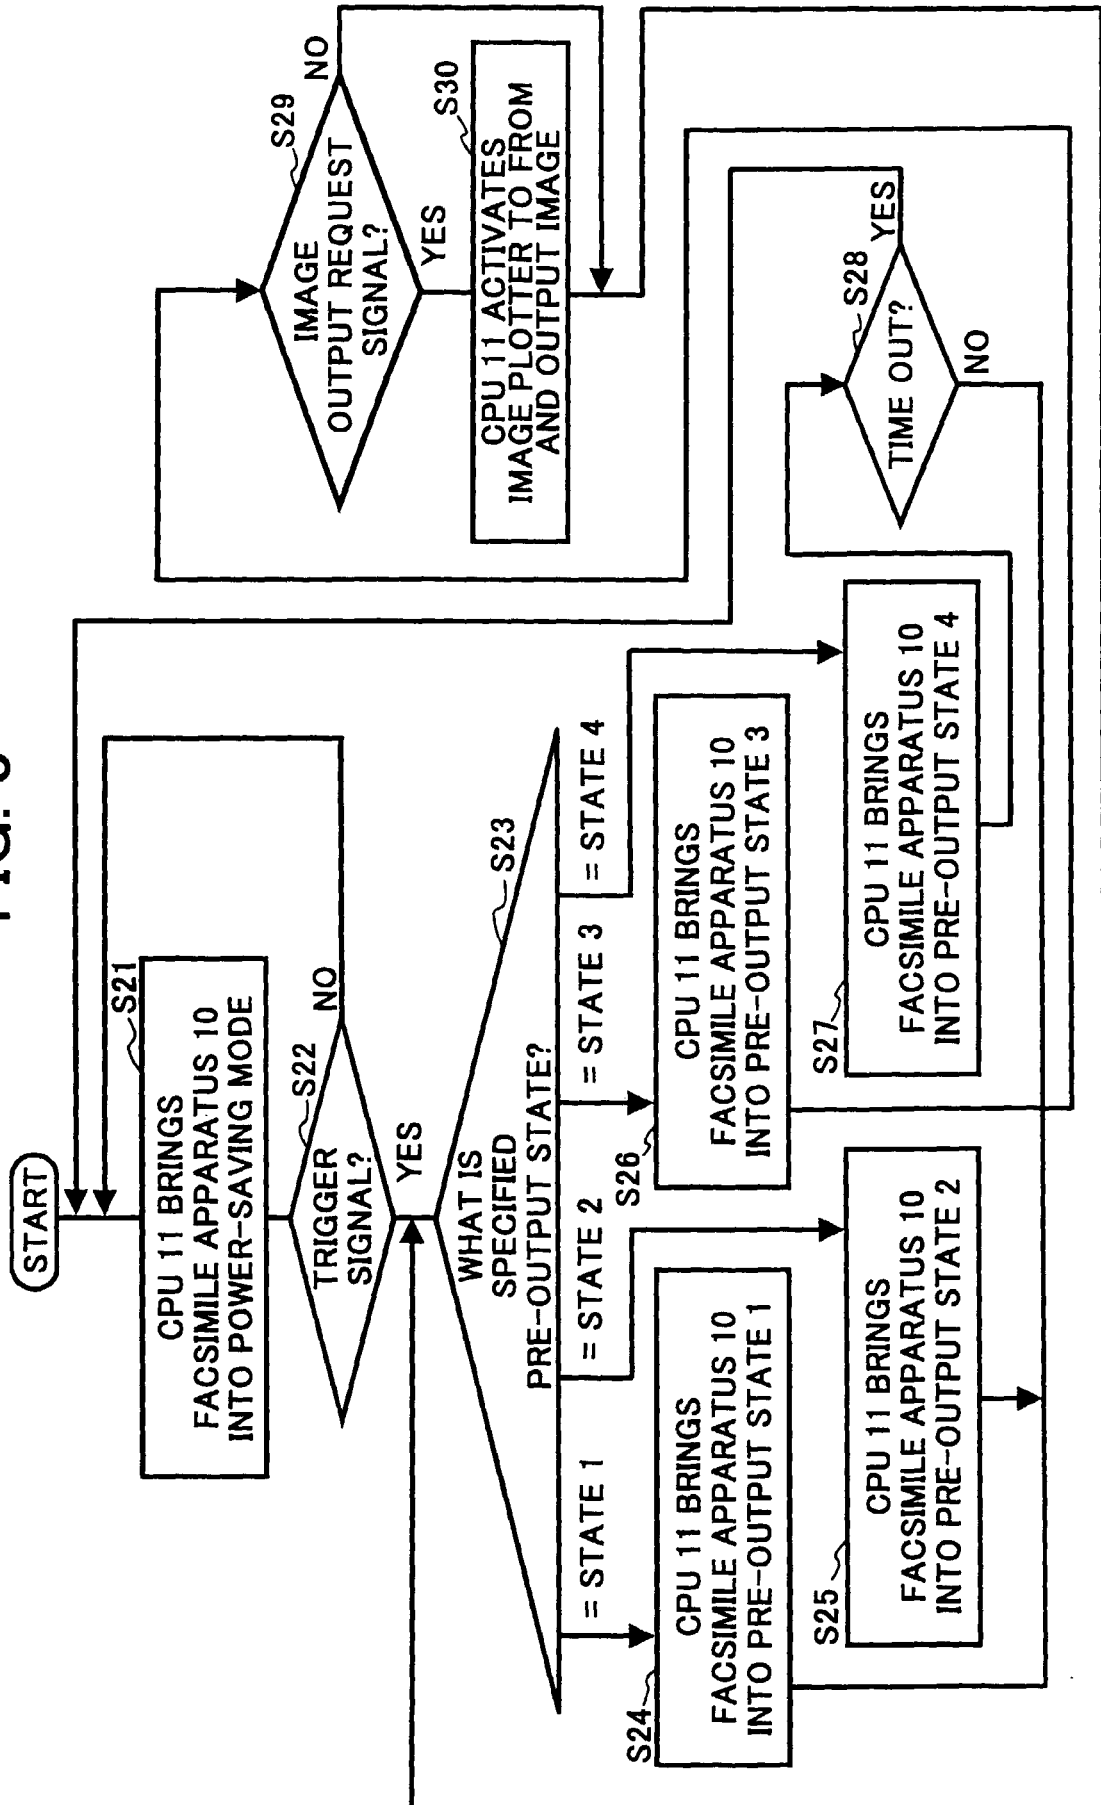 START
S21
CPU 11 BRINGS
FACSIMILE APPARATUS 10
INTO POWER-SAVING MODE
S22
TRIGGER
SIGNAL?
NO
YES
S23
WHAT IS
SPECIFIED
PRE-OUTPUT STATE?
= STATE 1
= STATE 2
= STATE 3
= STATE 4
S24
CPU 11 BRINGS
FACSIMILE APPARATUS 10
INTO PRE-OUTPUT STATE 1
S26
CPU 11 BRINGS
FACSIMILE APPARATUS 10
INTO PRE-OUTPUT STATE 3
S25
CPU 11 BRINGS
FACSIMILE APPARATUS 10
INTO PRE-OUTPUT STATE 2
S27
CPU 11 BRINGS
FACSIMILE APPARATUS 10
INTO PRE-OUTPUT STATE 4
S28
TIME OUT?
YES
NO
S29
IMAGE
OUTPUT REQUEST
SIGNAL?
NO
YES
S30
CPU 11 ACTIVATES
IMAGE PLOTTER TO FROM
AND OUTPUT IMAGE